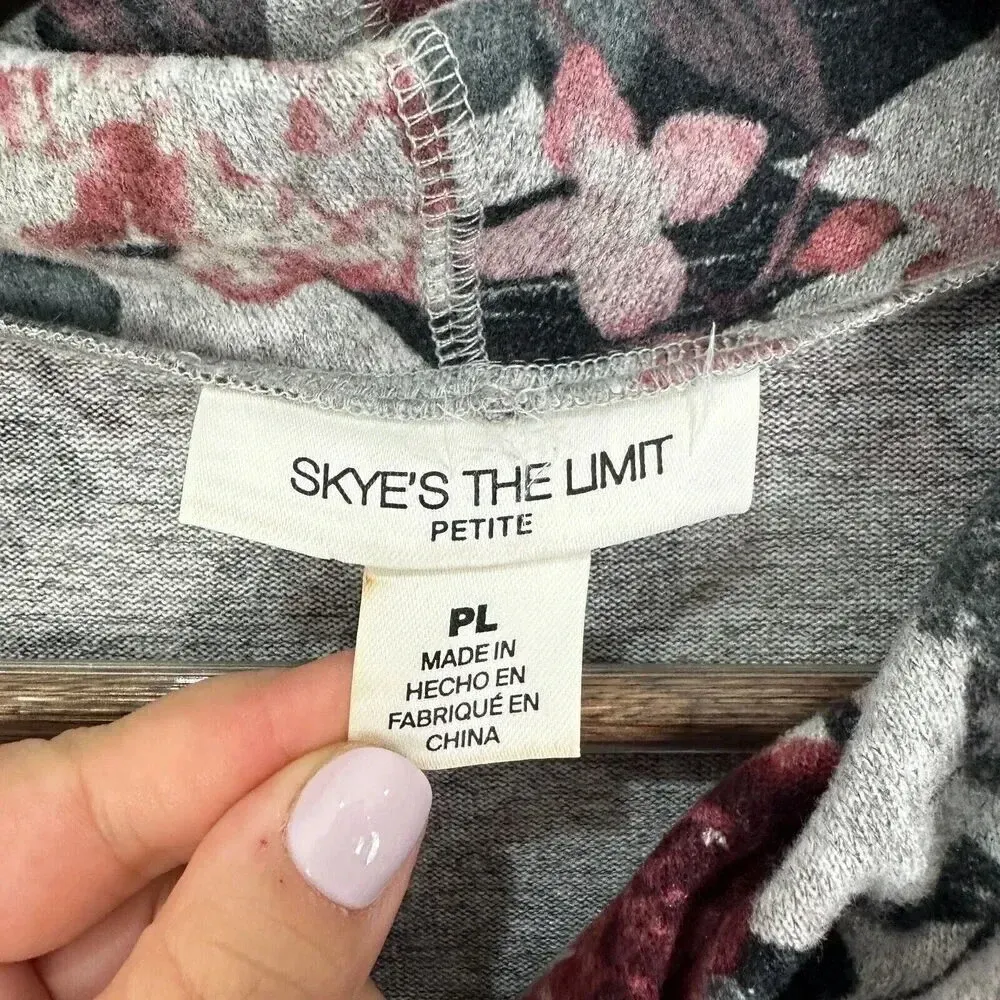 SKYE'S THE LIMIT
PETITE
PL
MADE IN
HECHO EN
FABRIQUÉ EN
CHINA